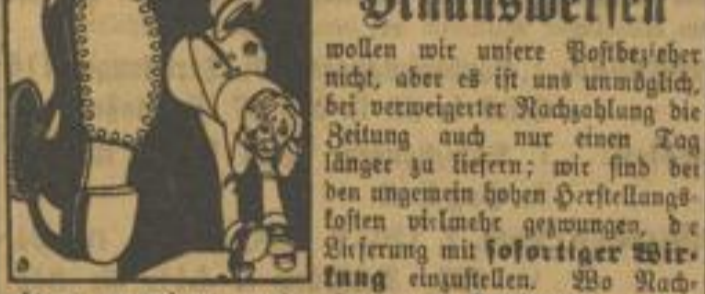 Hinauswerfen
wollen wir unsere Postbezieher
nicht, aber es ist uns unmöglich,
bei verweigerter Nachzahlung die
Zeitung auch nur einen Tag
länger zu liefern; wir sind bei
den ungemein hohen Herstellungs-
kosten vielmehr gezwungen, die
Lieferung mit sofortiger Wir-
kung einzustellen. Wo Nach-